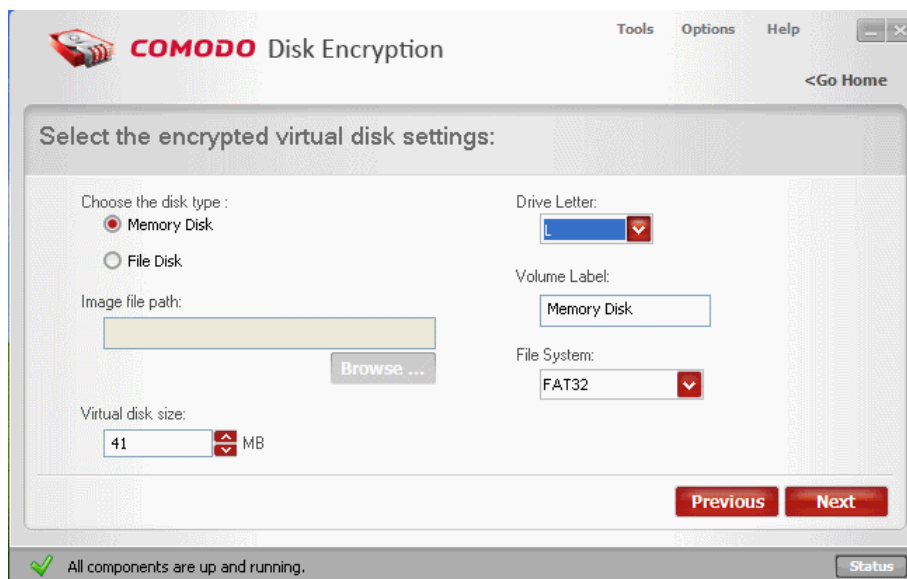 COMODO Disk Encryption
Tools Options Help
<Go Home
Select the encrypted virtual disk settings:
Choose the disk type :
Memory Disk
File Disk
Image file path:
Browse ...
Virtual disk size:
41 MB
Drive Letter:
L
Volume Label:
Memory Disk
File System:
FAT32
Previous Next
All components are up and running.
Status